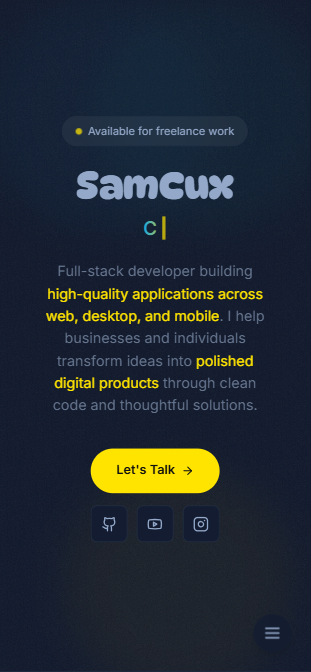 Available for freelance work
SamCux
C
Full-stack developer building
high-quality applications across
web, desktop, and mobile. I help
businesses and individuals
transform ideas into polished
digital products through clean
code and thoughtful solutions.
Let's Talk →